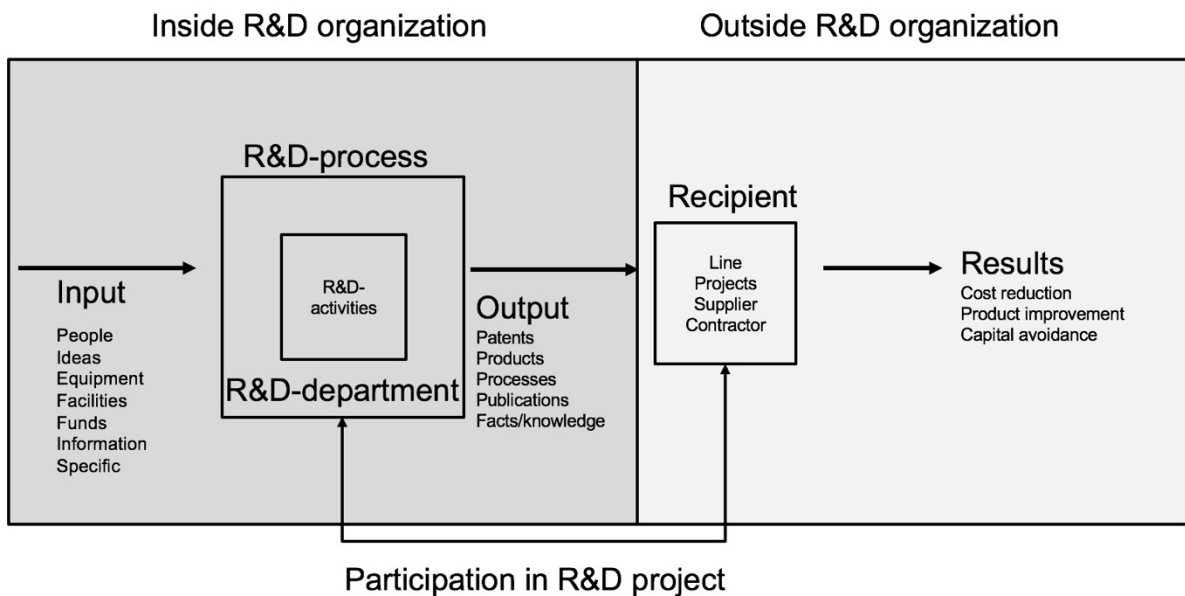 Inside R&D organization
Outside R&D organization
R&D-process
R&D-activities
R&D-department
Input
People
Ideas
Equipment
Facilities
Funds
Information
Specific
Output
Patents
Products
Processes
Publications
Facts/knowledge
Recipient
Line
Projects
Supplier
Contractor
Results
Cost reduction
Product improvement
Capital avoidance
Participation in R&D project